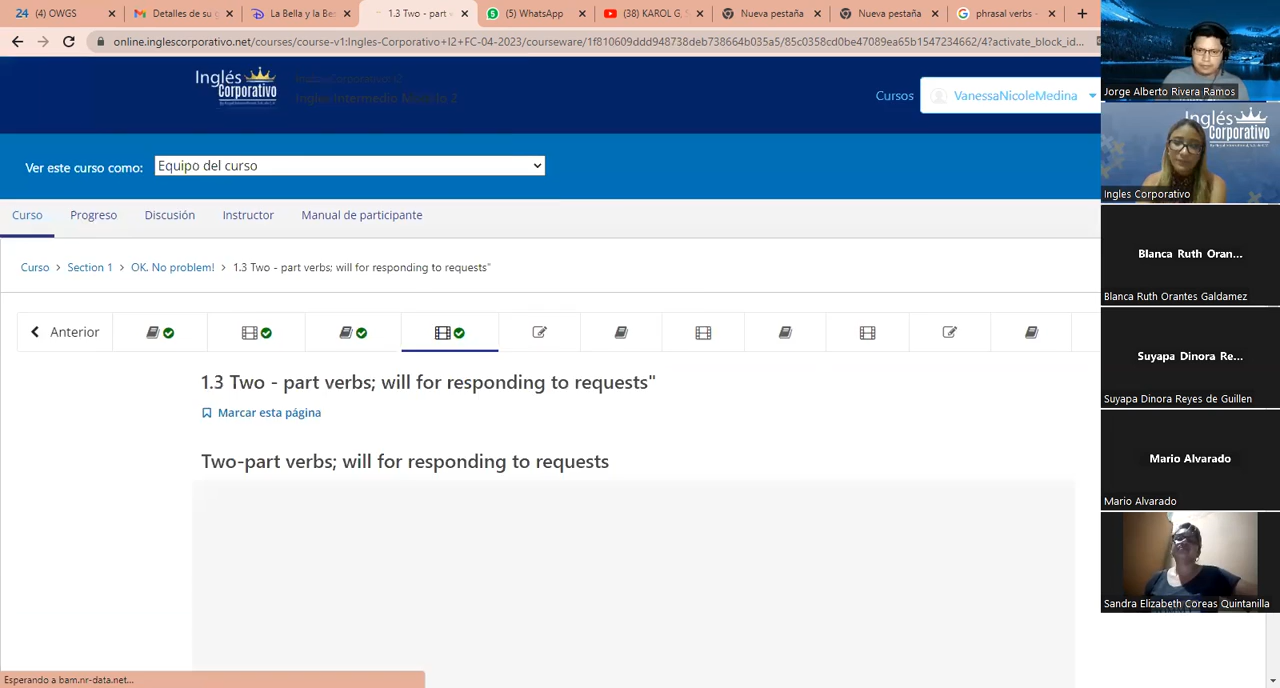 24 (4) OWGS
Detalles de su g
La Bella y la Bes
1.3 Two - part
(5) WhatsApp
(38) KAROL G, S
Nueva pestaña
Nueva pestaña
phrasal verbs -
online.inglescorporativo.net/courses/course-v1:Ingles-Corporativo+I2+FC-04-2023/courseware/1f810609ddd948738deb738664b035a5/85c0358cd0be47089ea65b1547234662/4?activate_block_id...
Inglés
Corporativo
Cursos
VanessaNicoleMedina
Ver este curso como:
Equipo del curso
Curso
Progreso
Discusión
Instructor
Manual de participante
Curso > Section 1 > OK. No problem! > 1.3 Two - part verbs; will for responding to requests"
Anterior
1.3 Two - part verbs; will for responding to requests"
Marcar esta página
Two-part verbs; will for responding to requests
Esperando a bam.nr-data.net...
Jorge Alberto Rivera Ramos
Inglés
Corporativo
Ingles Corporativo
Blanca Ruth Oran...
Blanca Ruth Orantes Galdamez
Suyapa Dinora Re...
Suyapa Dinora Reyes de Guillen
Mario Alvarado
Mario Alvarado
Sandra Elizabeth Coreas Quintanilla